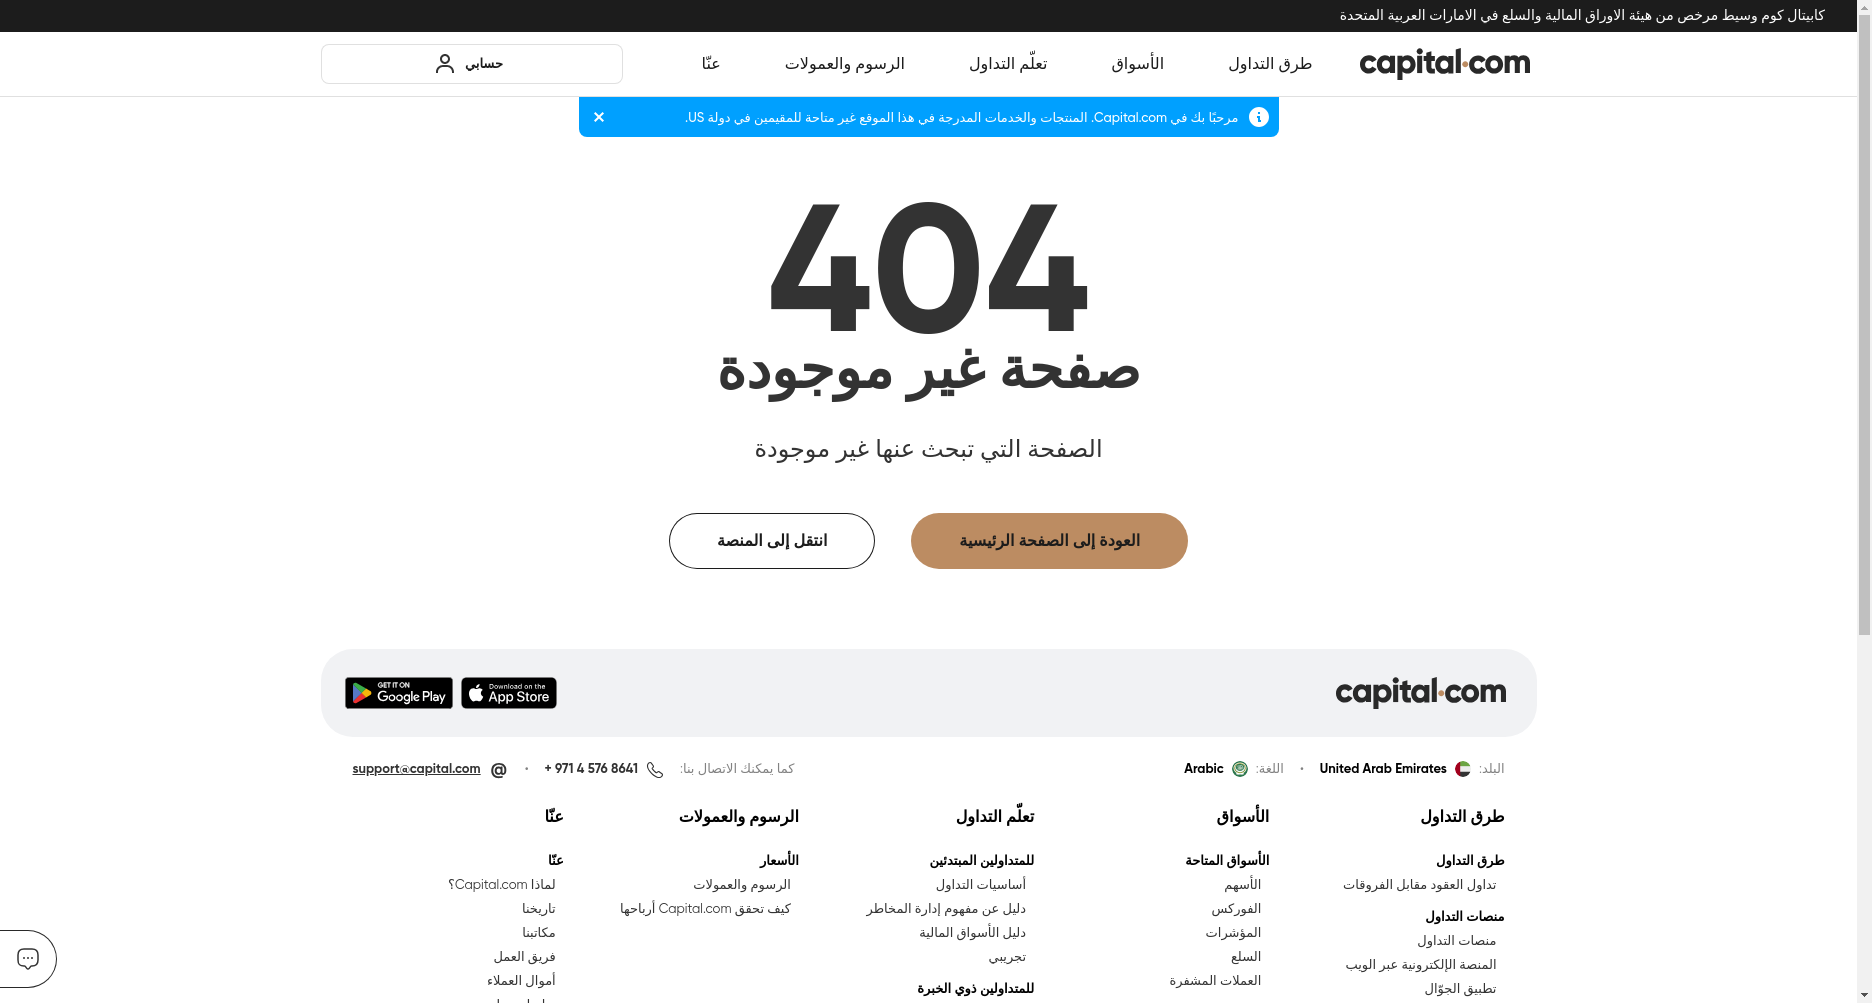 كابيتال كوم وسيط مرخص من هيئة الاوراق المالية والسلع في الامارات العربية المتحدة
capital.com
طرق التداول
الأسواق
تعلّم التداول
الرسوم والعمولات
عنّا
حسابي
مرحبًا بك في Capital.com. المنتجات والخدمات المدرجة في هذا الموقع غير متاحة للمقيمين في دولة US.
404
صفحة غير موجودة
الصفحة التي تبحث عنها غير موجودة
العودة إلى الصفحة الرئيسية
انتقل إلى المنصة
capital.com
Download on the
App Store
GET IT ON
Google Play
البلد: United Arab Emirates • اللغة: Arabic
كما يمكنك الاتصال بنا: + 971 4 576 8641 • @ support@capital.com
طرق التداول
طرق التداول
تداول العقود مقابل الفروقات
منصات التداول
منصات التداول
المنصة الإلكترونية عبر الويب
تطبيق الجوّال
الأسواق
الأسواق المتاحة
الأسهم
الفوركس
المؤشرات
السلع
العملات المشفرة
تعلّم التداول
للمتداولين المبتدئين
أساسيات التداول
دليل عن مفهوم إدارة المخاطر
دليل الأسواق المالية
تجريبي
للمتداولين ذوي الخبرة
الرسوم والعمولات
الأسعار
الرسوم والعمولات
كيف تحقق Capital.com أرباحها
عنّا
عنّا
لماذا Capital.com؟
تاريخنا
مكاتبنا
فريق العمل
أموال العملاء